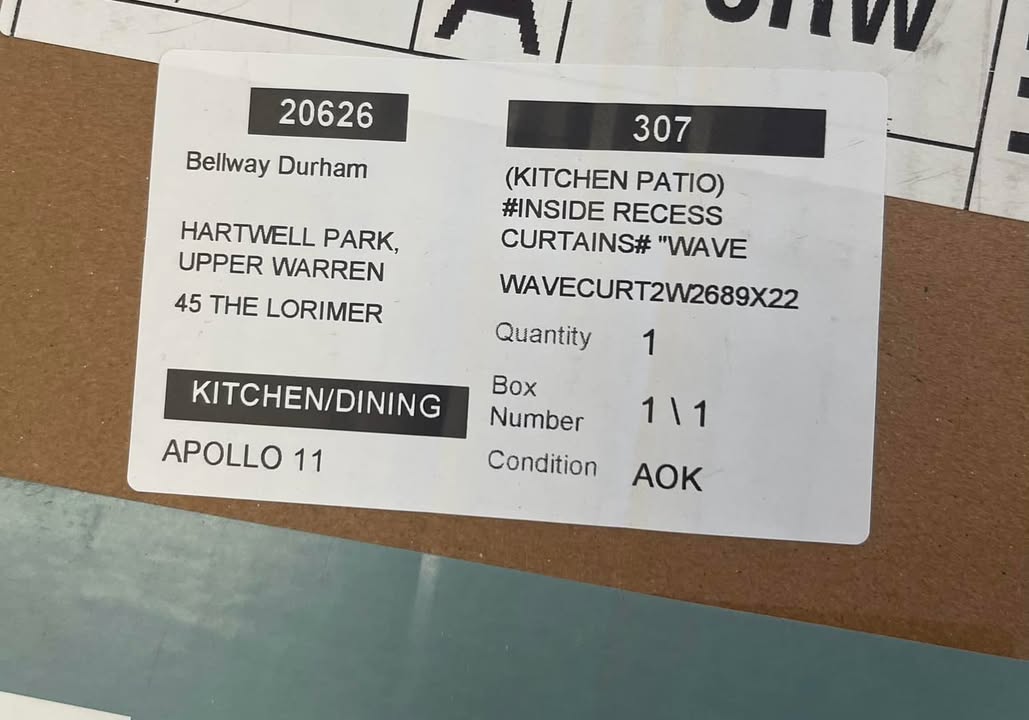 A
20626
Bellway Durham
HARTWELL PARK,
UPPER WARREN
45 THE LORIMER
KITCHEN/DINING
APOLLO 11
307
(KITCHEN PATIO)
#INSIDE RECESS
CURTAINS# "WAVE
WAVECURT2W2689X22
Quantity 1
Box
Number 1 \ 1
Condition AOK